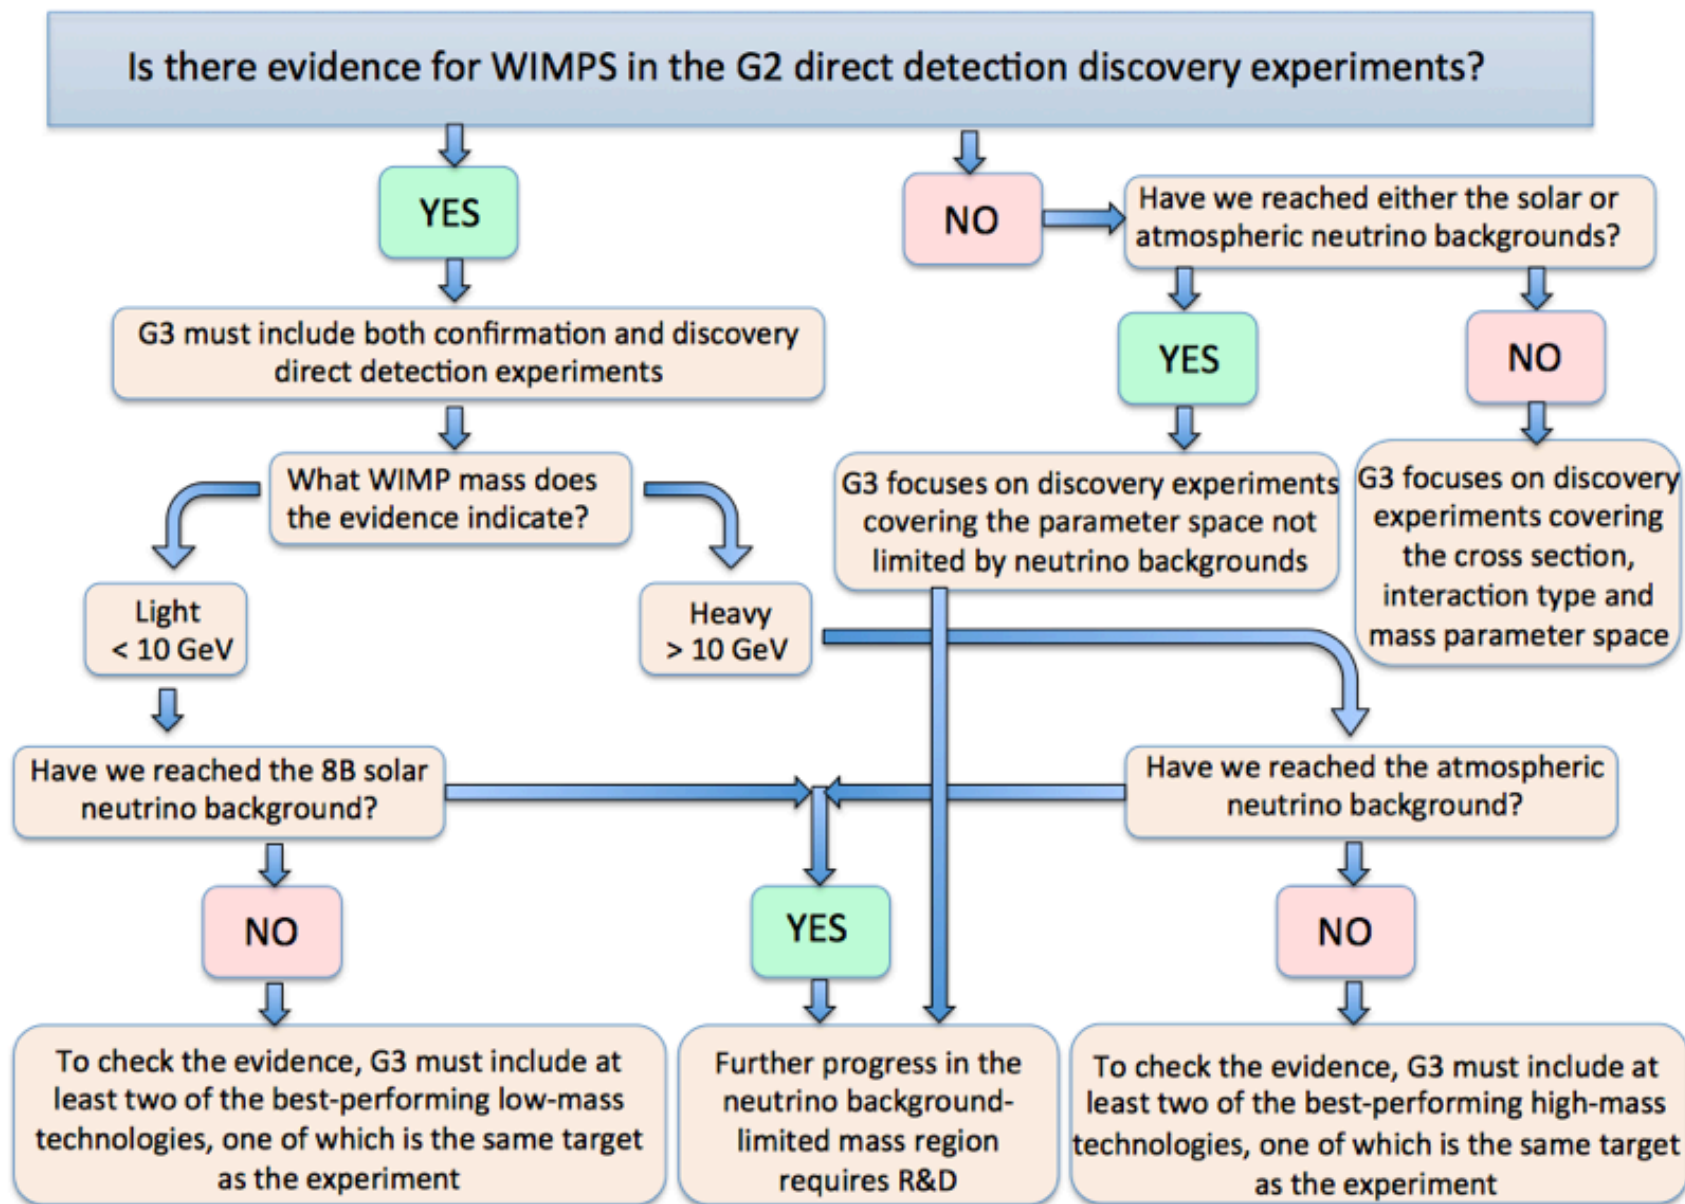 Is there evidence for WIMPS in the G2 direct detection discovery experiments?
YES
NO
Have we reached either the solar or
atmospheric neutrino backgrounds?
G3 must include both confirmation and discovery
direct detection experiments
YES
NO
What WIMP mass does
the evidence indicate?
G3 focuses on discovery experiments
covering the parameter space not
limited by neutrino backgrounds
G3 focuses on discovery
experiments covering
the cross section,
interaction type and
mass parameter space
Light
< 10 GeV
Heavy
> 10 GeV
Have we reached the 8B solar
neutrino background?
Have we reached the atmospheric
neutrino background?
NO
YES
NO
To check the evidence, G3 must include at
least two of the best-performing low-mass
technologies, one of which is the same target
as the experiment
Further progress in the
neutrino background-
limited mass region
requires R&D
To check the evidence, G3 must include at
least two of the best-performing high-mass
technologies, one of which is the same target
as the experiment